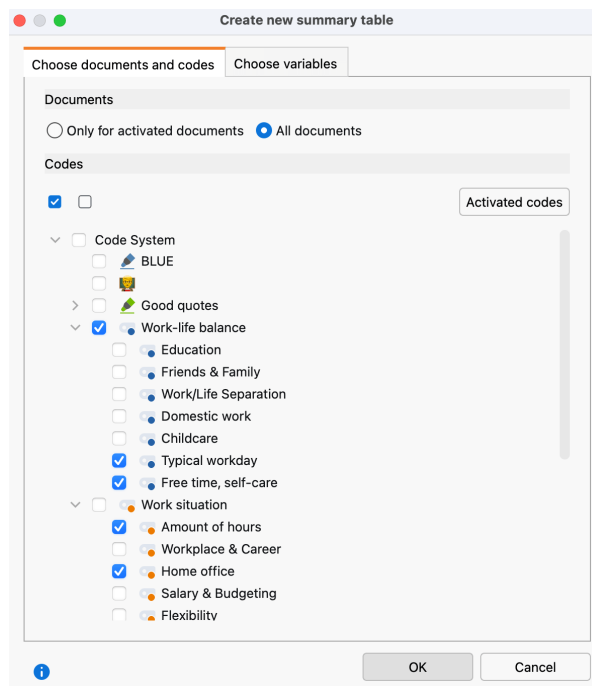 Create new summary table
Choose documents and codes
Choose variables
Documents
Only for activated documents
All documents
Codes
Activated codes
Code System
BLUE
Good quotes
Work-life balance
Education
Friends & Family
Work/Life Separation
Domestic work
Childcare
Typical workday
Free time, self-care
Work situation
Amount of hours
Workplace & Career
Home office
Salary & Budgeting
Flexibility
OK
Cancel